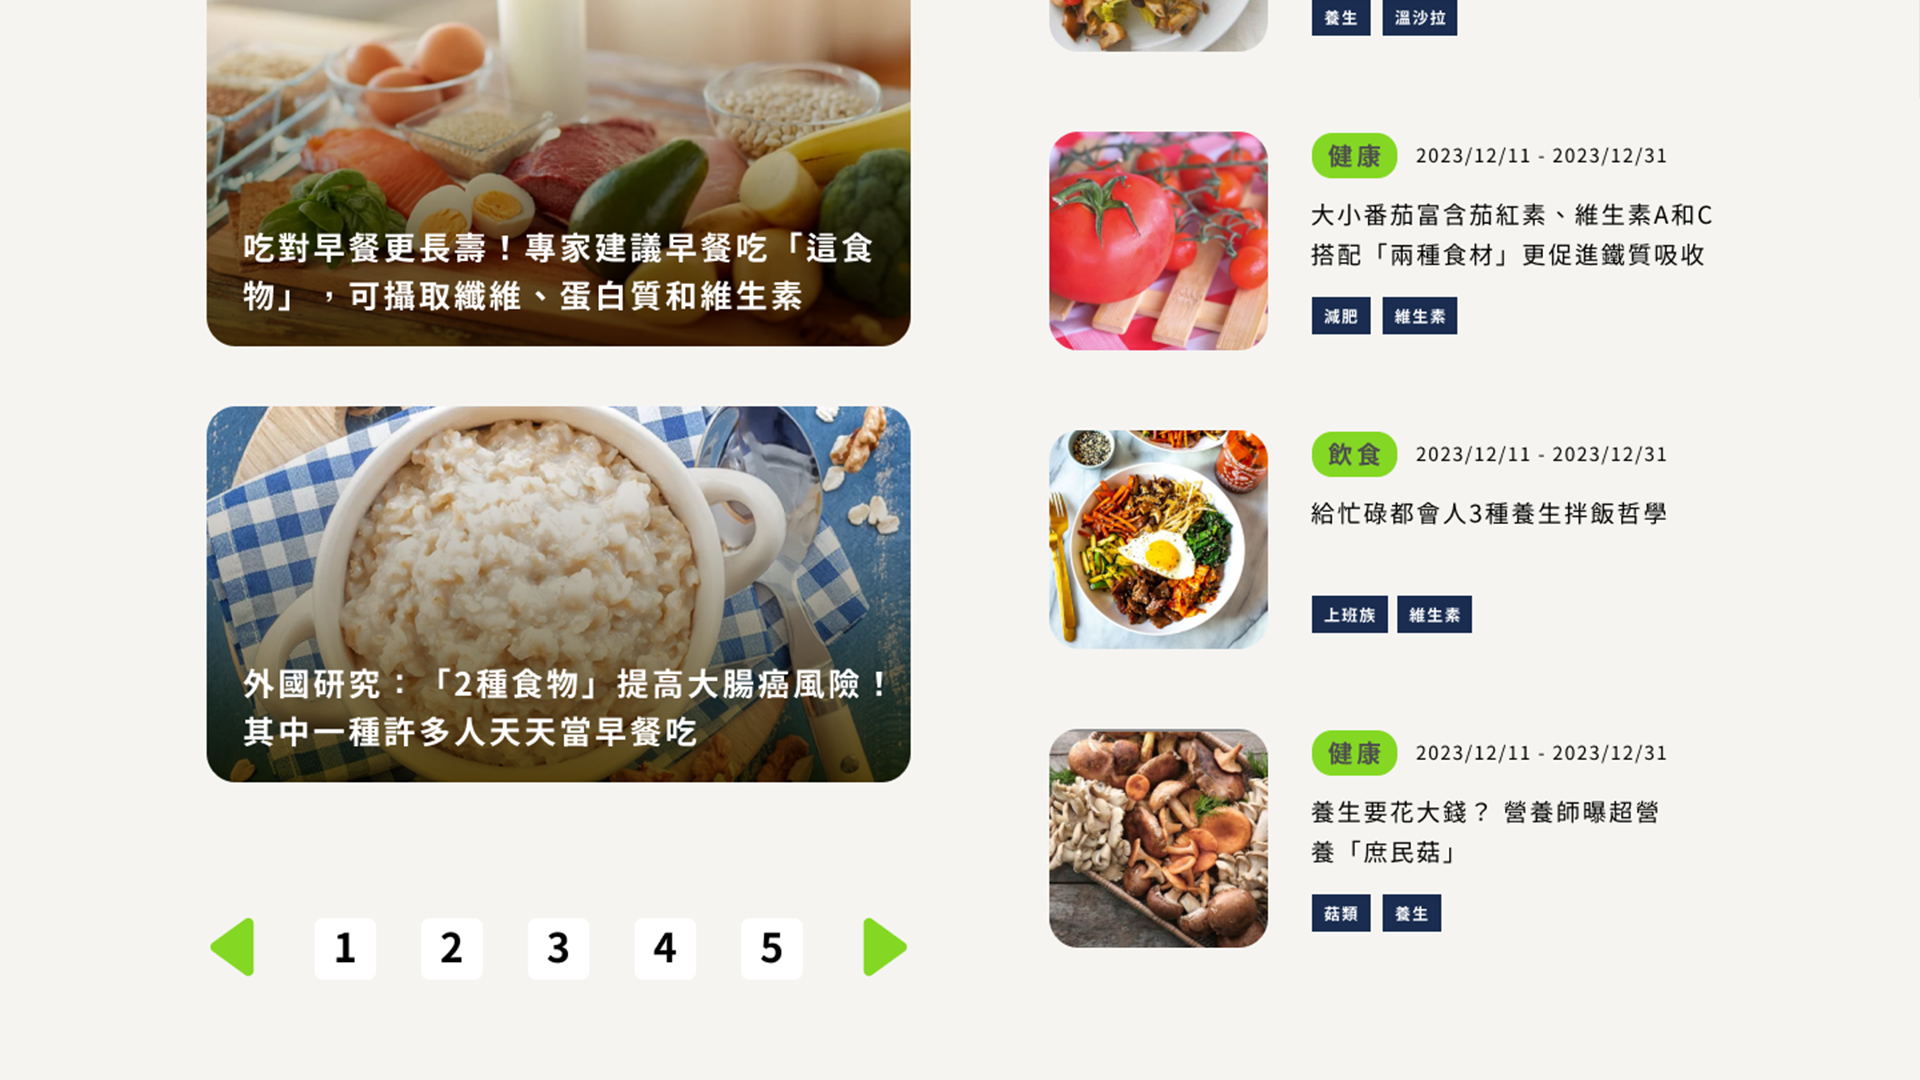 吃對早餐更長壽！專家建議早餐吃「這食
物」，可攝取纖維、蛋白質和維生素
外國研究：「2種食物」提高大腸癌風險！
其中一種許多人天天當早餐吃
1 2 3 4 5
養生 溫沙拉
健康 2023/12/11 - 2023/12/31
大小番茄富含茄紅素、維生素A和C
搭配「兩種食材」更促進鐵質吸收
減肥 維生素
飲食 2023/12/11 - 2023/12/31
給忙碌都會人3種養生拌飯哲學
上班族 維生素
健康 2023/12/11 - 2023/12/31
養生要花大錢？ 營養師曝超營
養「庶民菇」
菇類 養生